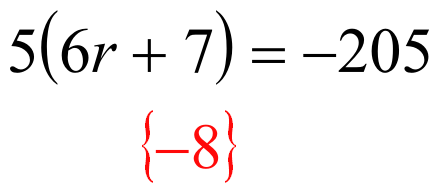 5(6r + 7) = −205
{−8}